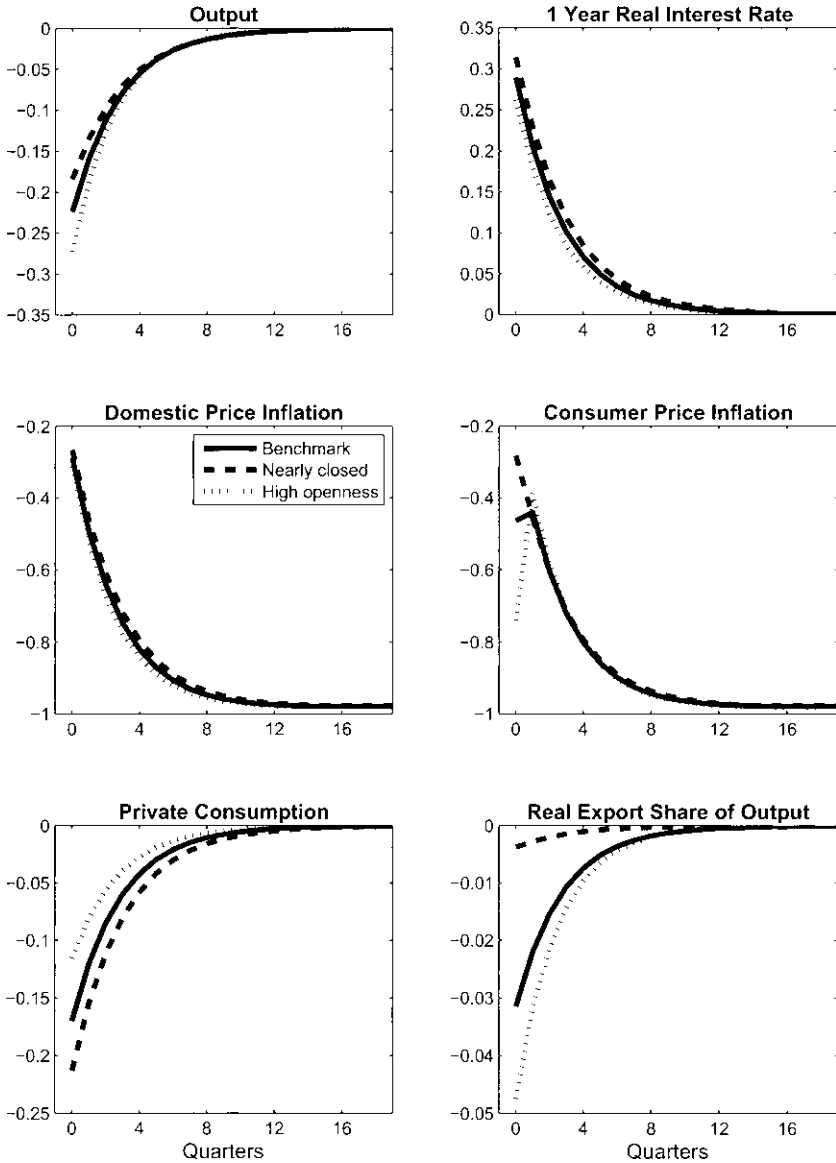 Output
0
−0.05
−0.1
−0.15
−0.2
−0.25
−0.3
−0.35
0 4 8 12 16
1 Year Real Interest Rate
0.35
0.3
0.25
0.2
0.15
0.1
0.05
0
0 4 8 12 16
Domestic Price Inflation
−0.2
−0.4
−0.6
−0.8
−1
0 4 8 12 16
Benchmark
Nearly closed
High openness
Consumer Price Inflation
−0.2
−0.4
−0.6
−0.8
−1
0 4 8 12 16
Private Consumption
0
−0.05
−0.1
−0.15
−0.2
−0.25
0 4 8 12 16
Quarters
Real Export Share of Output
0
−0.01
−0.02
−0.03
−0.04
−0.05
0 4 8 12 16
Quarters